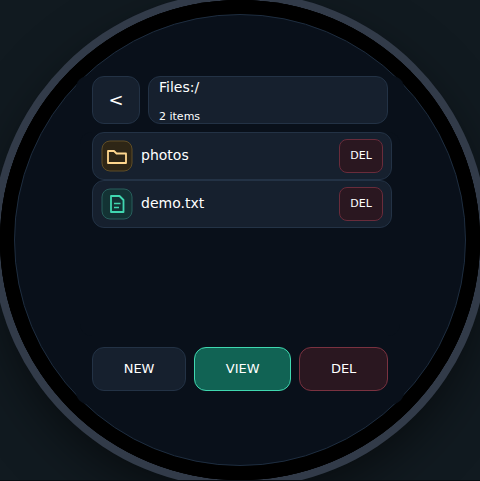 <
Files:/
2 items
photos DEL
demo.txt DEL
NEW VIEW DEL